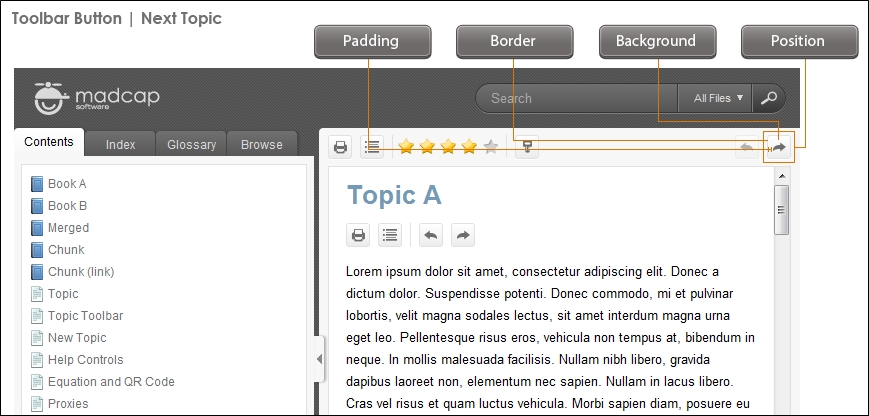 Toolbar Button | Next Topic
Padding
Border
Background
Position
madcap
software
Search
All Files
Contents
Index
Glossary
Browse
Book A
Book B
Merged
Chunk
Chunk (link)
Topic
Topic Toolbar
New Topic
Help Controls
Equation and QR Code
Proxies
Topic A
Lorem ipsum dolor sit amet, consectetur adipiscing elit. Donec a
dictum dolor. Suspendisse potenti. Donec commodo, mi et pulvinar
lobortis, velit magna sodales lectus, sit amet interdum magna urna
eget leo. Pellentesque risus eros, vehicula non tempus at, bibendum in
neque. In mollis malesuada facilisis. Nullam nibh libero, gravida
dapibus laoreet non, elementum nec sapien. Nullam in lacus libero.
Cras vel risus et quam luctus vehicula. Morbi sapien diam, posuere eu